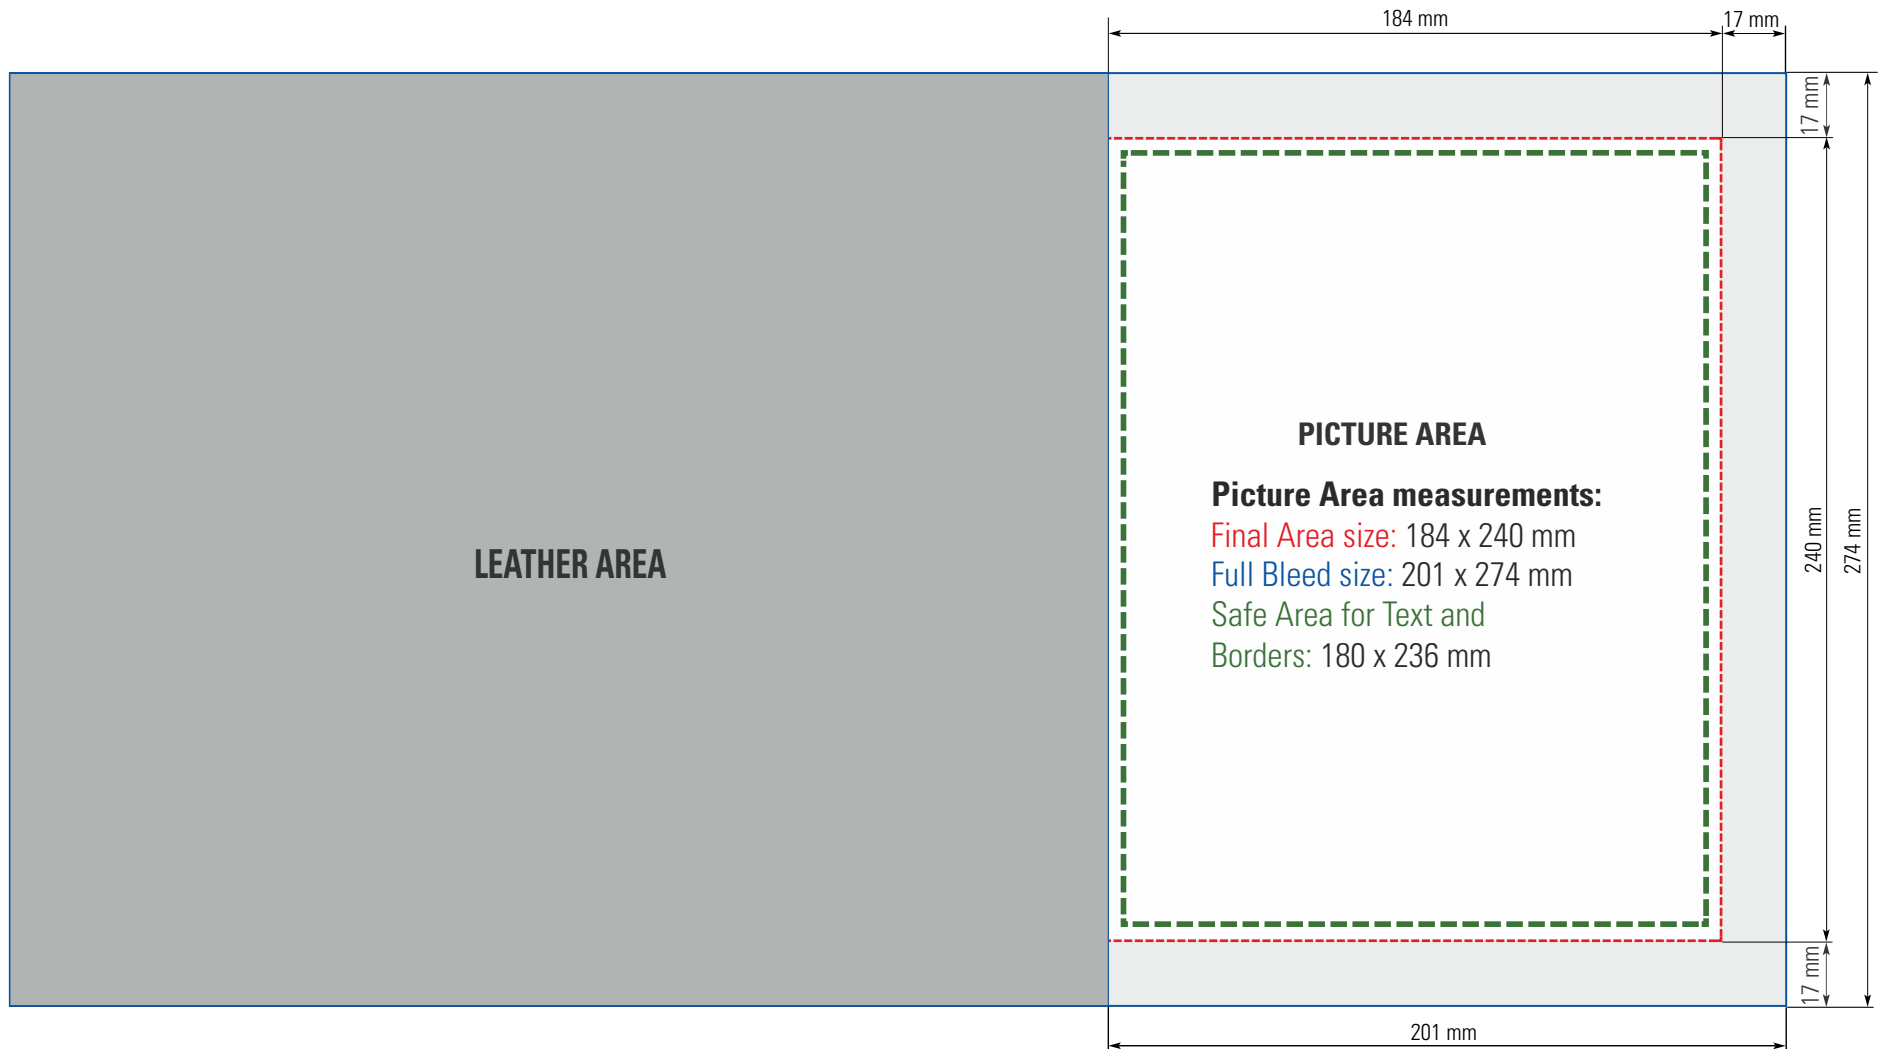 184 mm
17 mm
17 mm
PICTURE AREA
Picture Area measurements:
Final Area size: 184 x 240 mm
Full Bleed size: 201 x 274 mm
Safe Area for Text and
Borders: 180 x 236 mm
LEATHER AREA
240 mm
274 mm
17 mm
201 mm